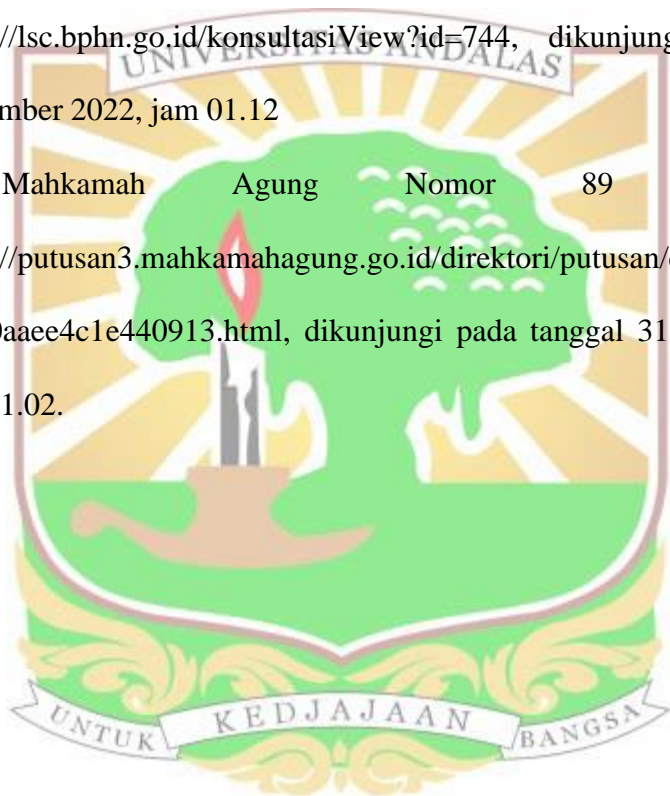 //lsc.bphn.go.id/konsultasiView?id=744, dikunjung
UNIVERSITAS ANDALAS
mber 2022, jam 01.12
Mahkamah Agung Nomor 89
//putusan3.mahkamahagung.go.id/direktori/putusan/
aaee4c1e440913.html, dikunjungi pada tanggal 31
1.02.
UNTUK KEDJAJAAN BANGSA